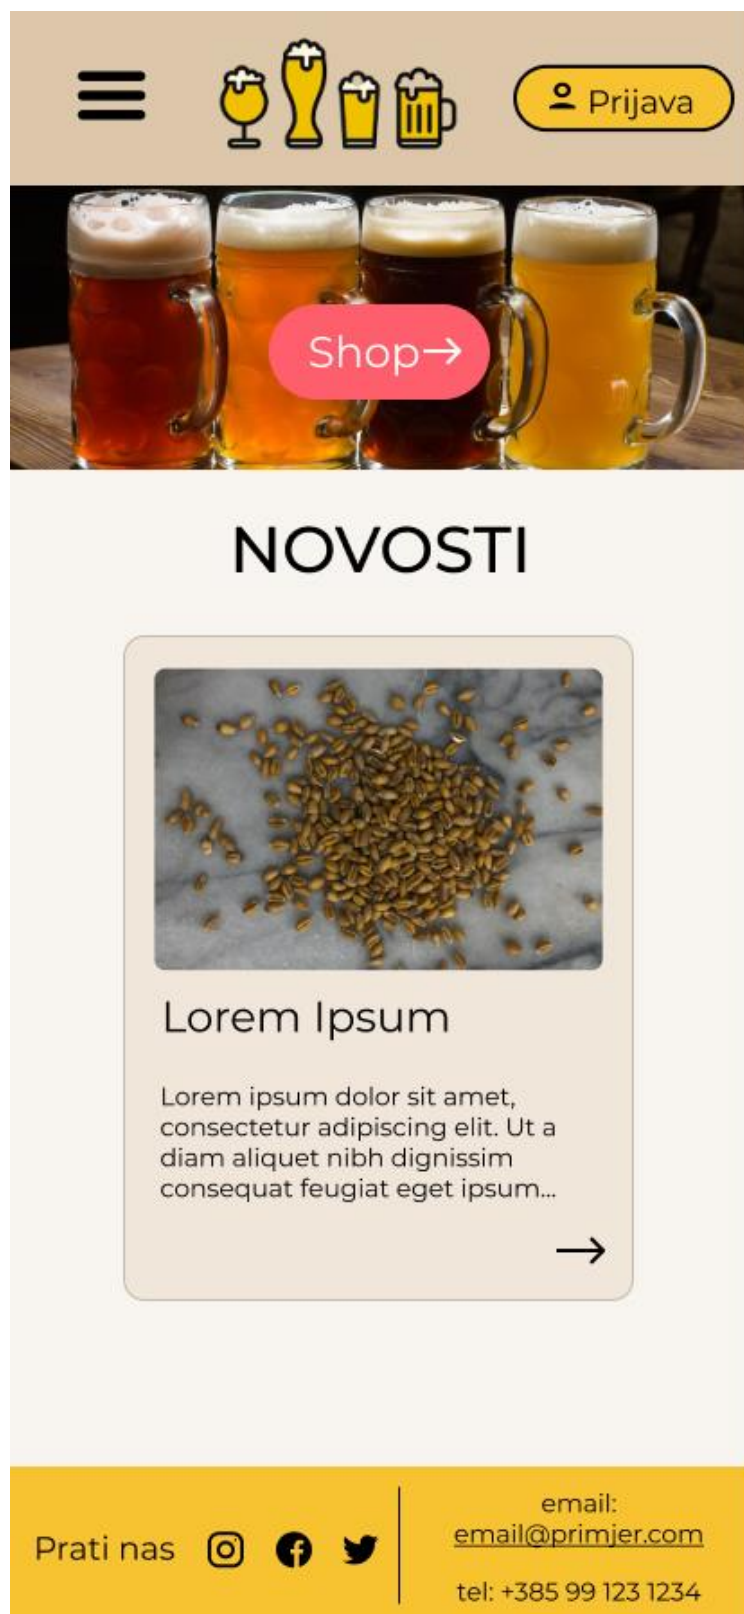 Prijava
Shop
NOVOSTI
Lorem Ipsum
Lorem ipsum dolor sit amet,
consectetur adipiscing elit. Ut a
diam aliquet nibh dignissim
consequat feugiat eget ipsum...
Prati nas
email:
email@primjer.com
tel: +385 99 123 1234